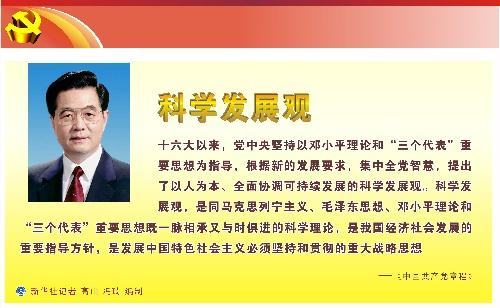 科学发展观
十六大以来，党中央坚持以邓小平理论和“三个代表”重
要思想为指导，根据新的发展要求，集中全党智慧，提出
了以人为本、全面协调可持续发展的科学发展观。科学发
展观，是同马克思列宁主义、毛泽东思想、邓小平理论和
“三个代表”重要思想既一脉相承又与时俱进的科学理论，是我国经济社会发展的
重要指导方针，是发展中国特色社会主义必须坚持和贯彻的重大战略思想
——《中国共产党章程》
新华社记者 高山 编制